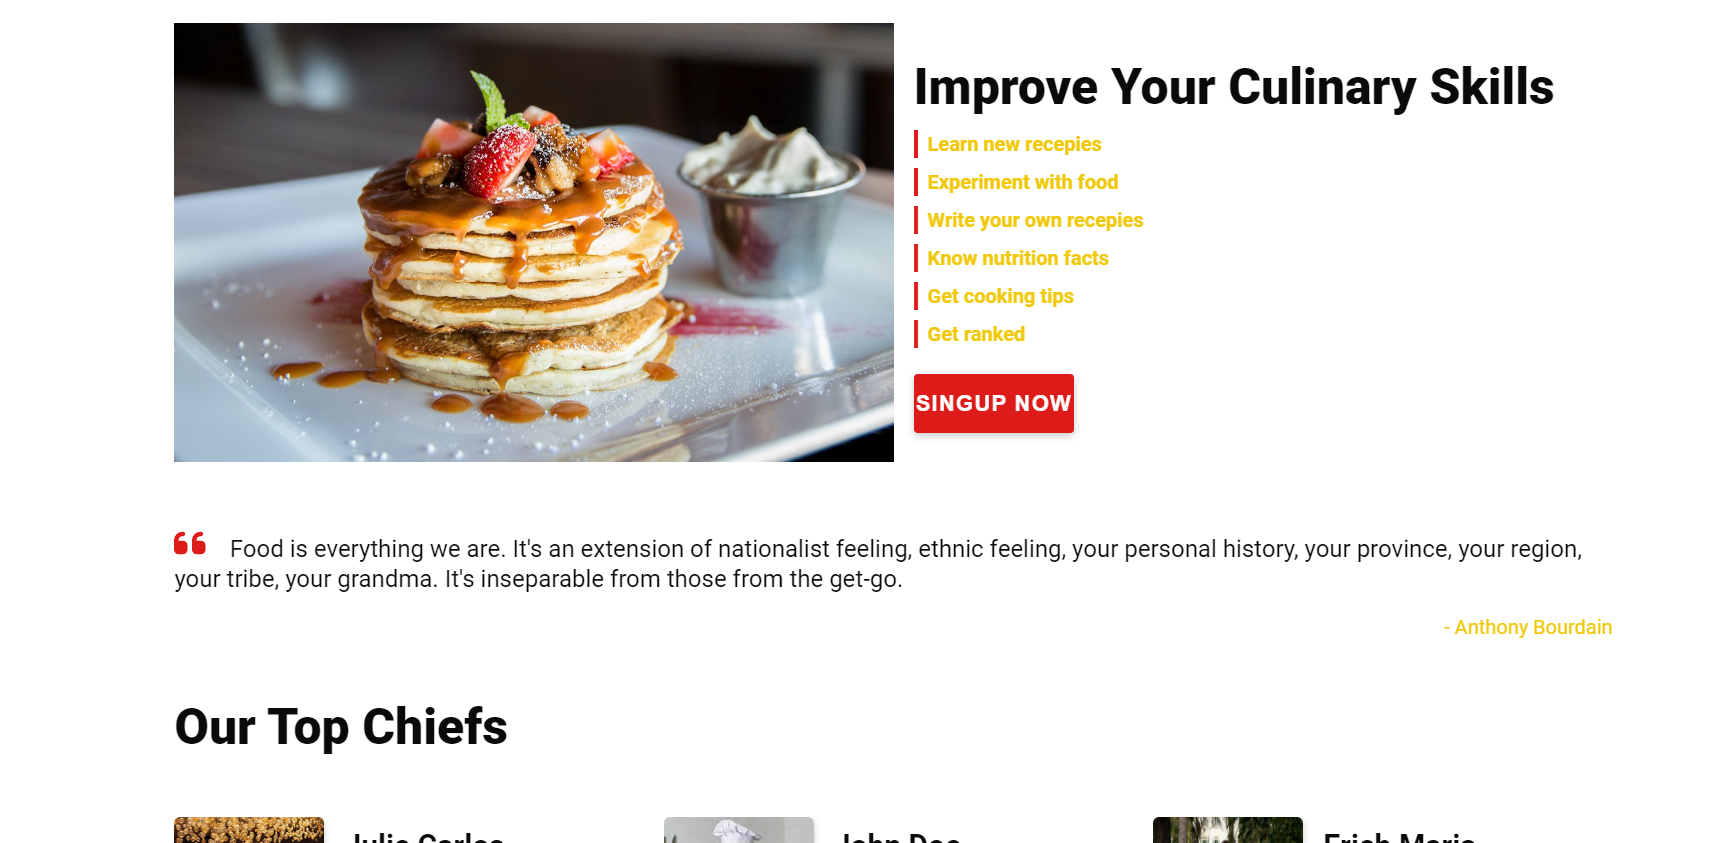 Improve Your Culinary Skills
Learn new recepies
Experiment with food
Write your own recepies
Know nutrition facts
Get cooking tips
Get ranked
SINGUP NOW
Food is everything we are. It's an extension of nationalist feeling, ethnic feeling, your personal history, your province, your region,
your tribe, your grandma. It's inseparable from those from the get-go.
- Anthony Bourdain
Our Top Chiefs
John Doe